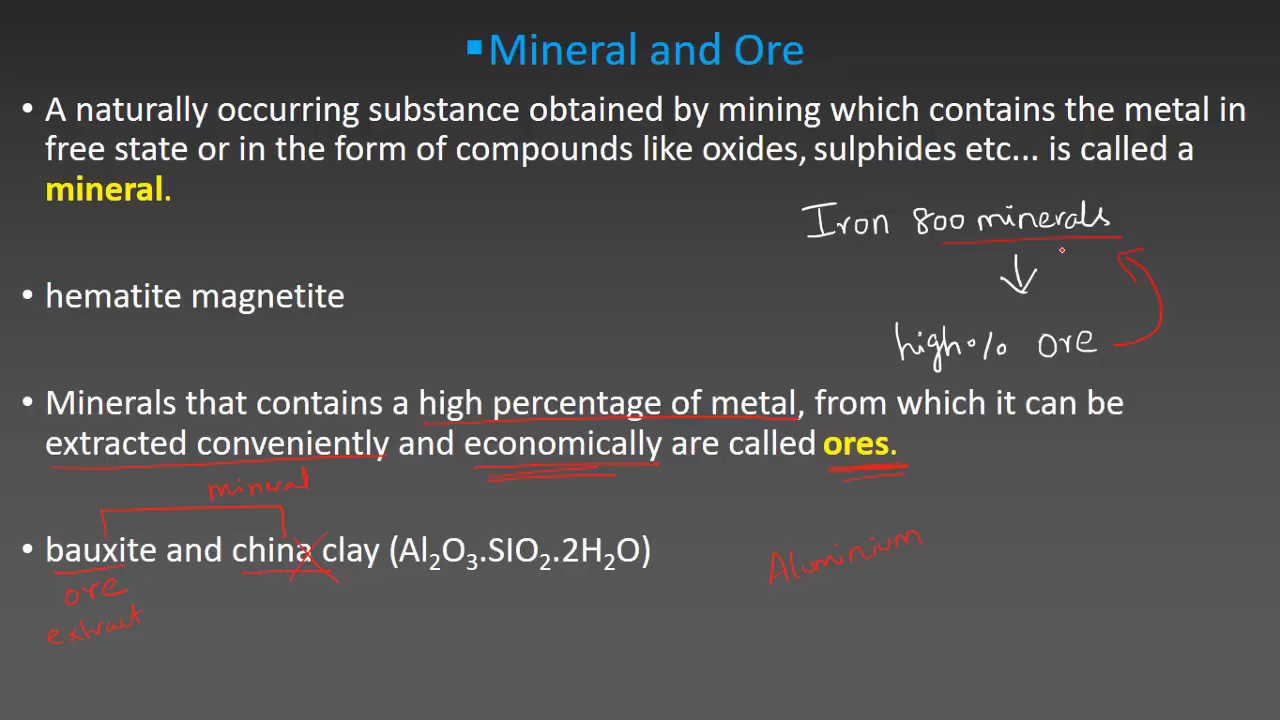 ▪Mineral and Ore
• A naturally occurring substance obtained by mining which contains the metal in
free state or in the form of compounds like oxides, sulphides etc... is called a
mineral.
Iron 800 minerals
• hematite magnetite
high % ore
• Minerals that contains a high percentage of metal, from which it can be
extracted conveniently and economically are called ores.
mineral
• bauxite and china clay (Al₂O₃.SIO₂.2H₂O)
Aluminium
ore
extract